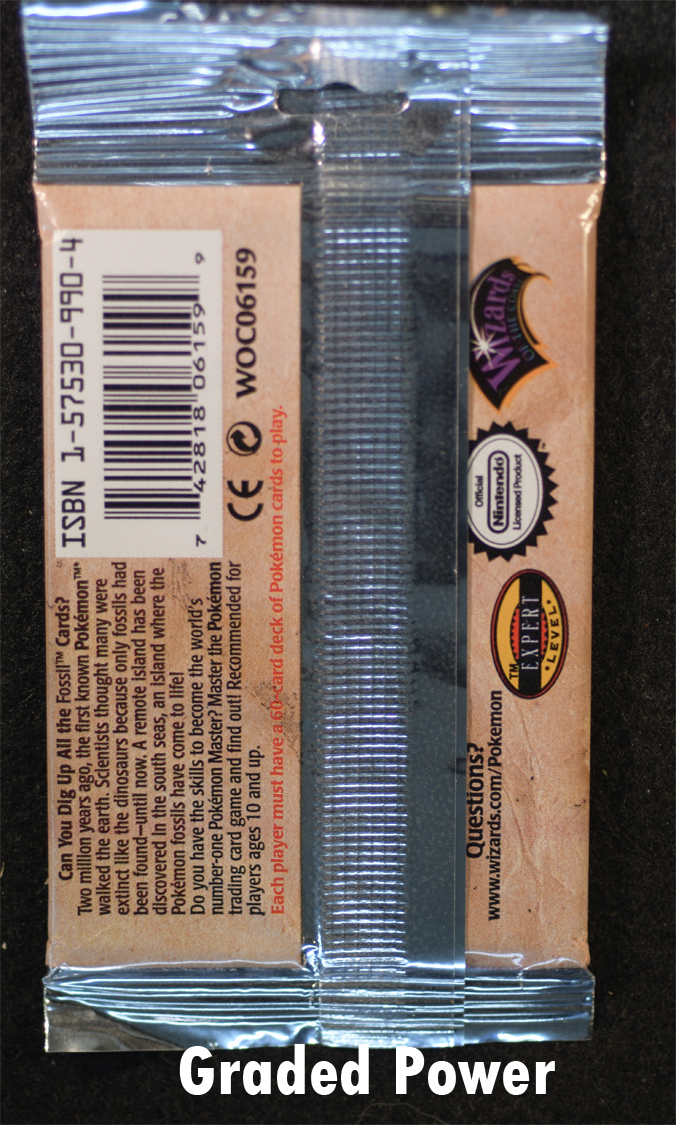 ISBN 1-57530-990-4
7 42818 06159 9
CE WOC06159
Can You Dig Up All the Fossil™ Cards?
Two million years ago, the first known Pokémon™*
walked the earth. Scientists thought many were
extinct like the dinosaurs because only fossils had
been found—until now. A remote island has been
discovered in the south seas, an island where the
Pokémon fossils have come to life!
Do you have the skills to become the world's
number-one Pokémon Master? Master the Pokémon
trading card game and find out! Recommended for
players ages 10 and up.
Each player must have a 60-card deck of Pokémon cards to play.
Wizards
OF THE COAST
Official
Nintendo
Licensed Product
TM
EXPERT
LEVEL
Questions?
www.wizards.com/Pokemon
Graded Power